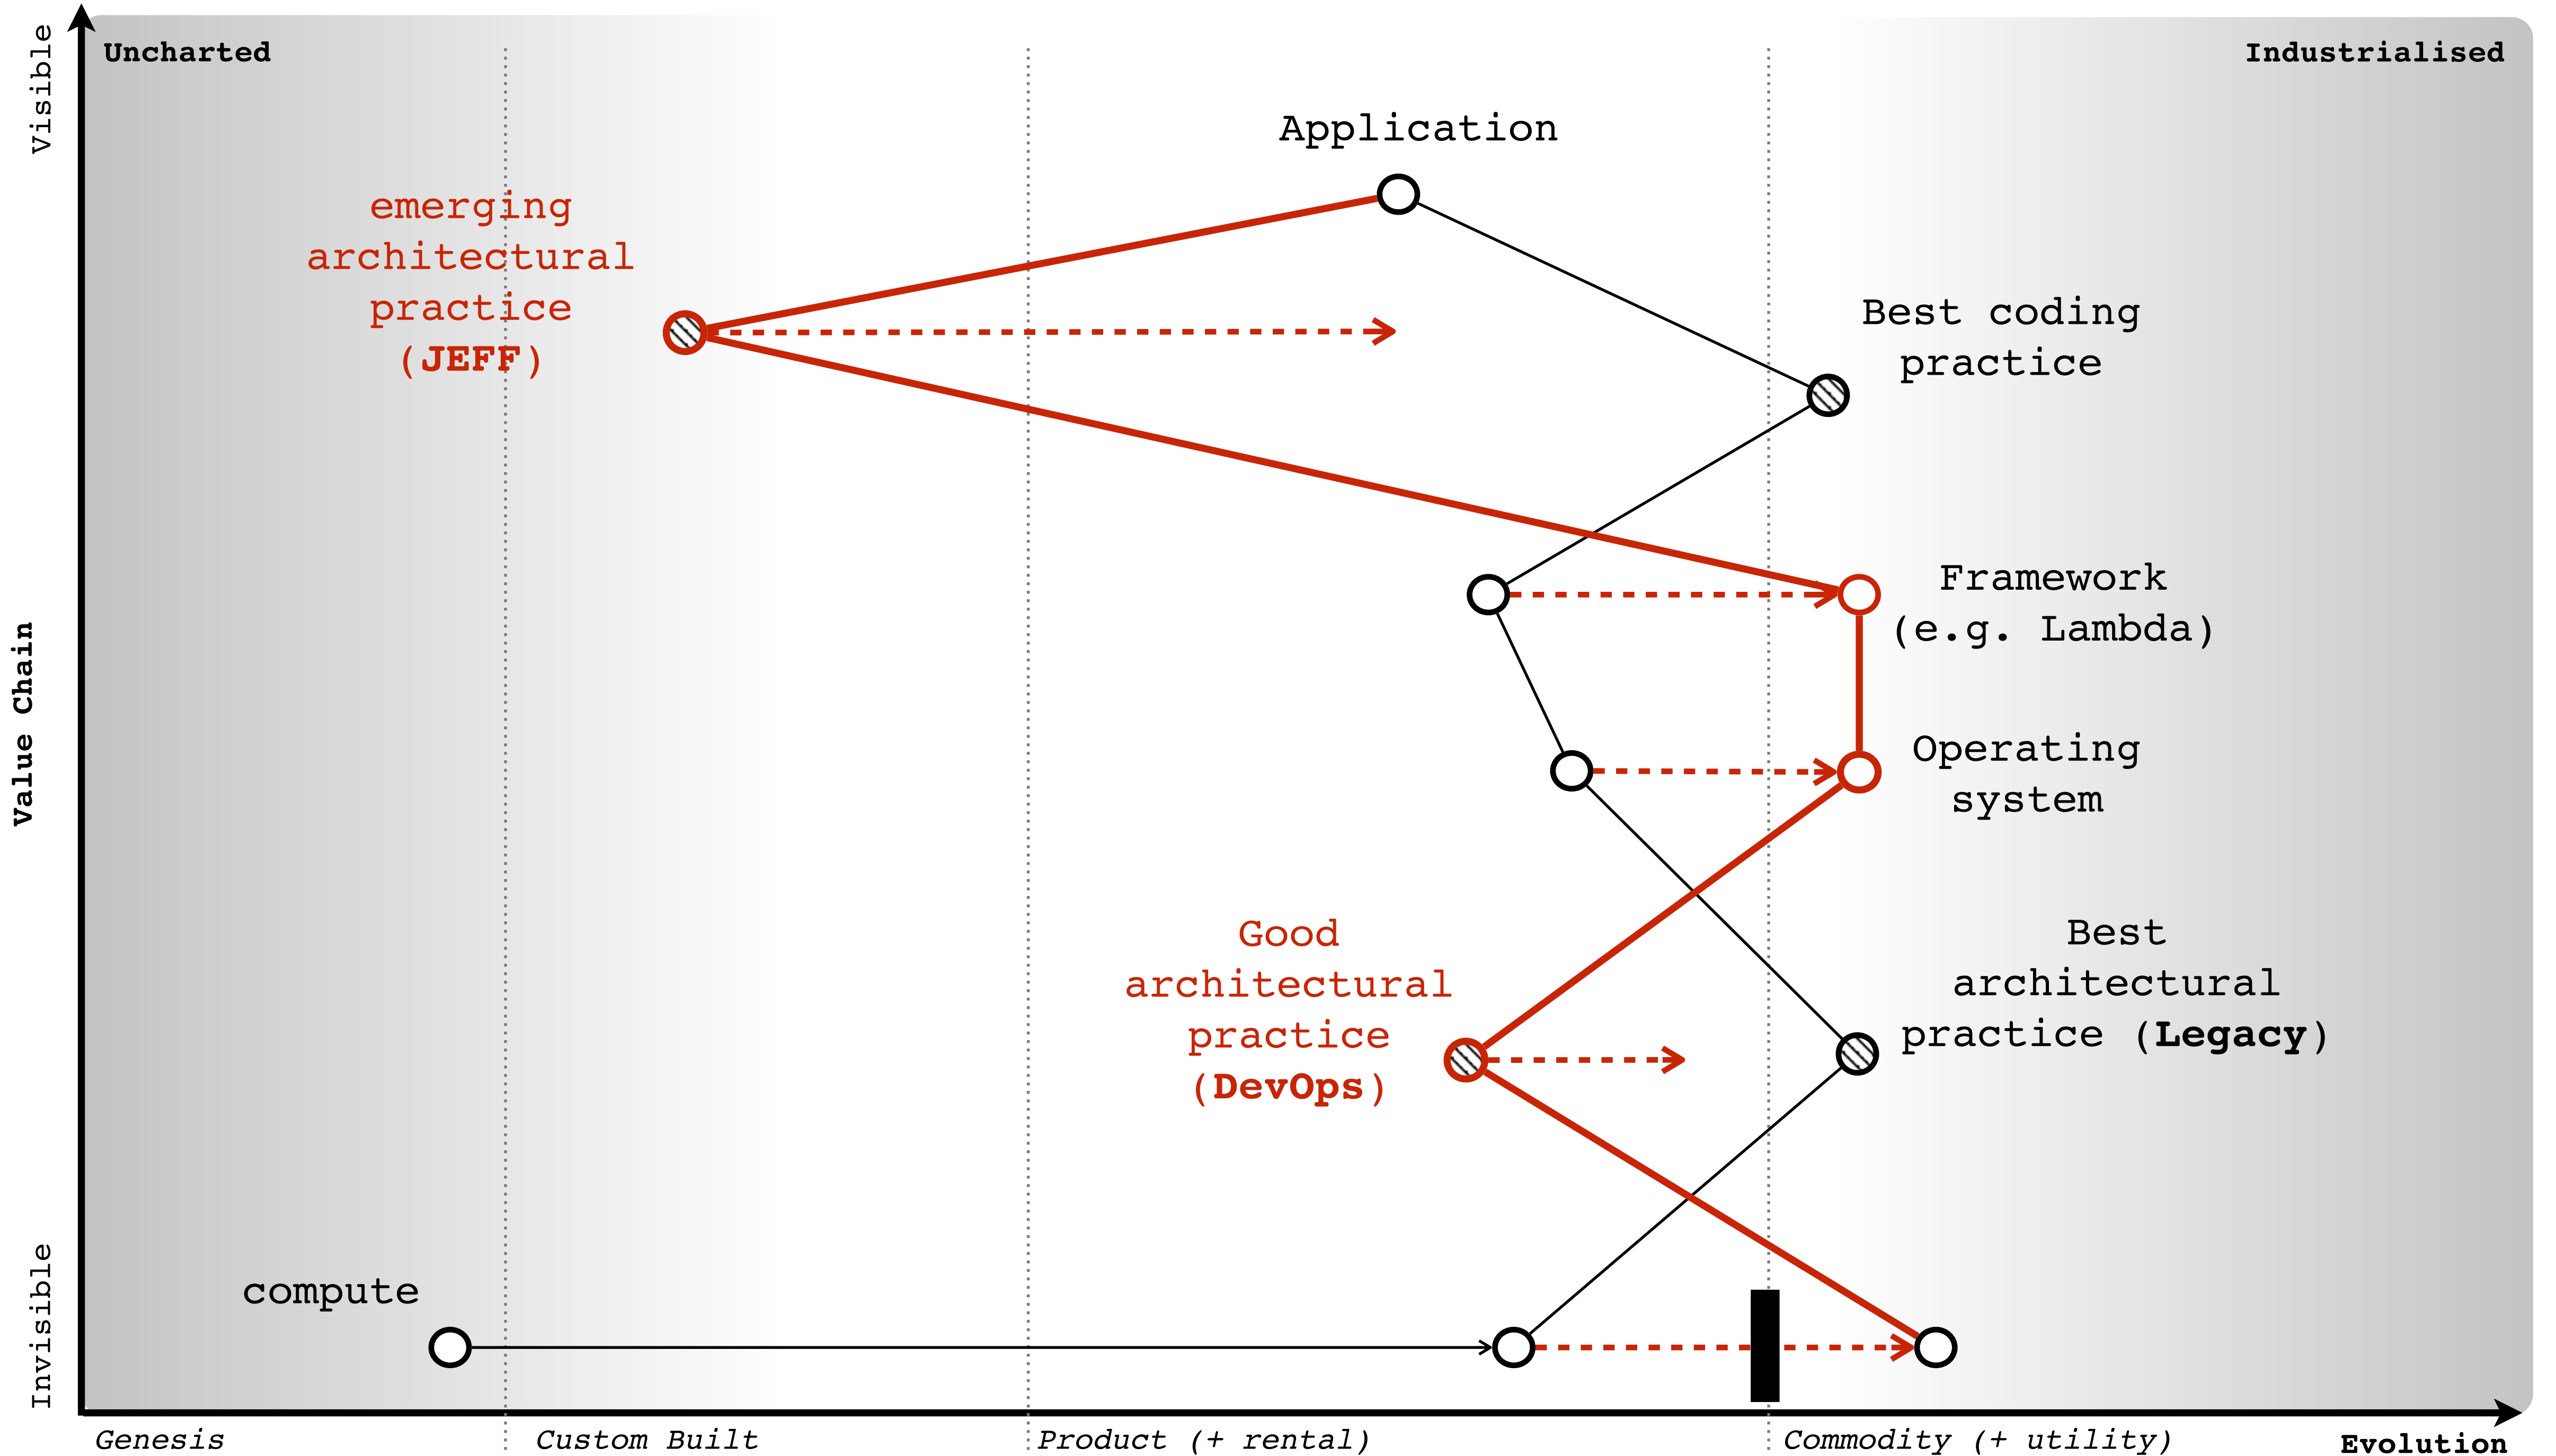 Visible
Uncharted
Industrialised
Application
emerging
architectural
practice
(JEFF)
Best coding
practice
Framework
(e.g. Lambda)
Value Chain
Operating
system
Good
architectural
practice
(DevOps)
Best
architectural
practice (Legacy)
Invisible
compute
Genesis
Custom Built
Product (+ rental)
Commodity (+ utility)
Evolution